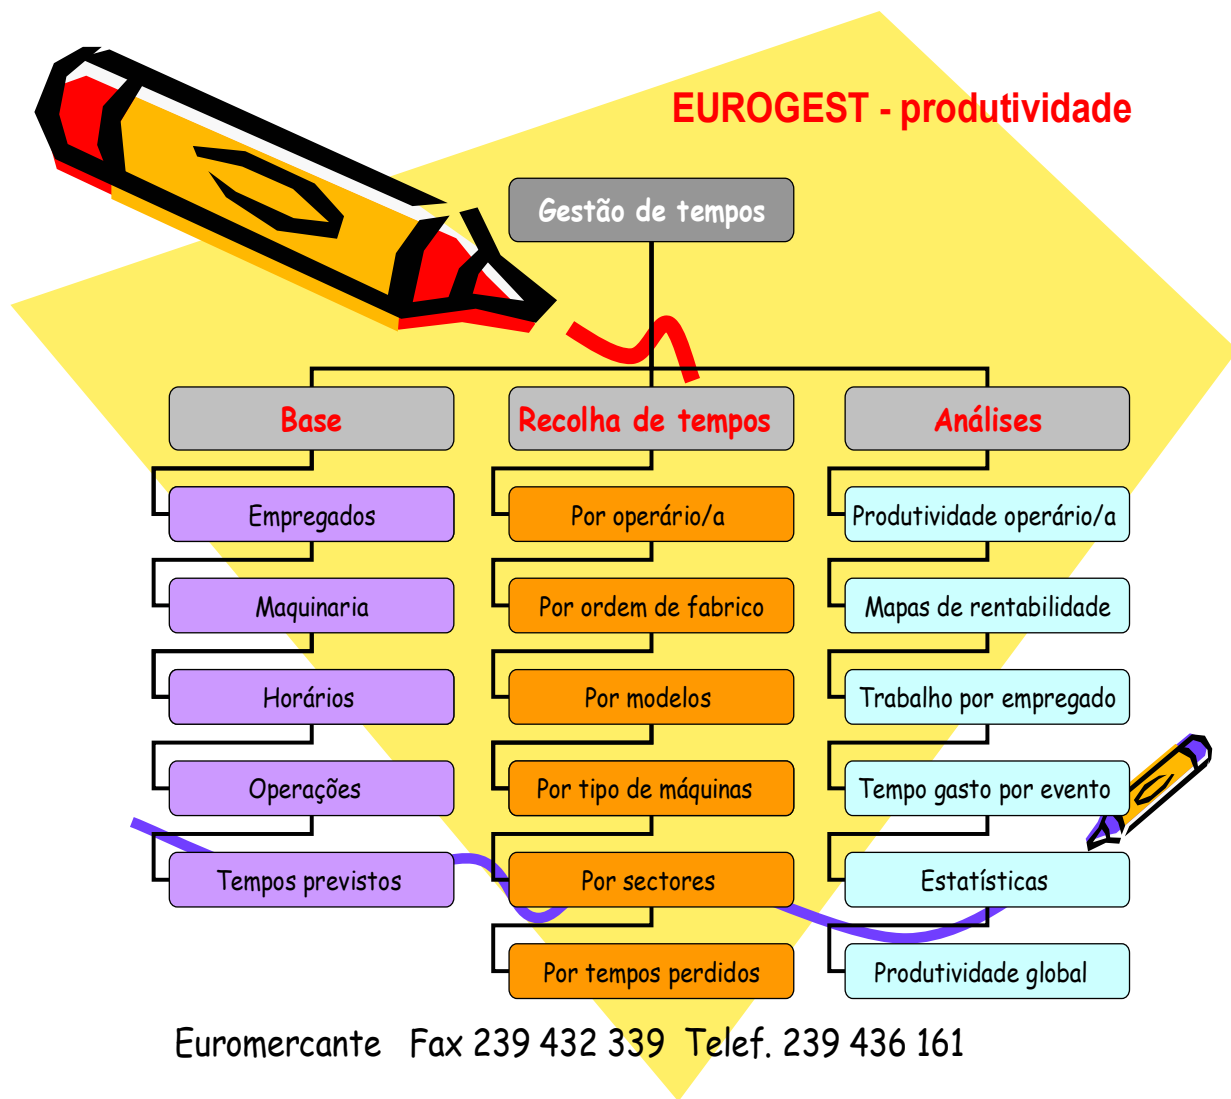 EUROGEST - produtividade
Gestão de tempos
Base
Empregados
Maquinaria
Horários
Operações
Tempos previstos
Recolha de tempos
Por operário/a
Por ordem de fabrico
Por modelos
Por tipo de máquinas
Por sectores
Por tempos perdidos
Análises
Produtividade operário/a
Mapas de rentabilidade
Trabalho por empregado
Tempo gasto por evento
Estatísticas
Produtividade global
Euromercante Fax 239 432 339 Telef. 239 436 161